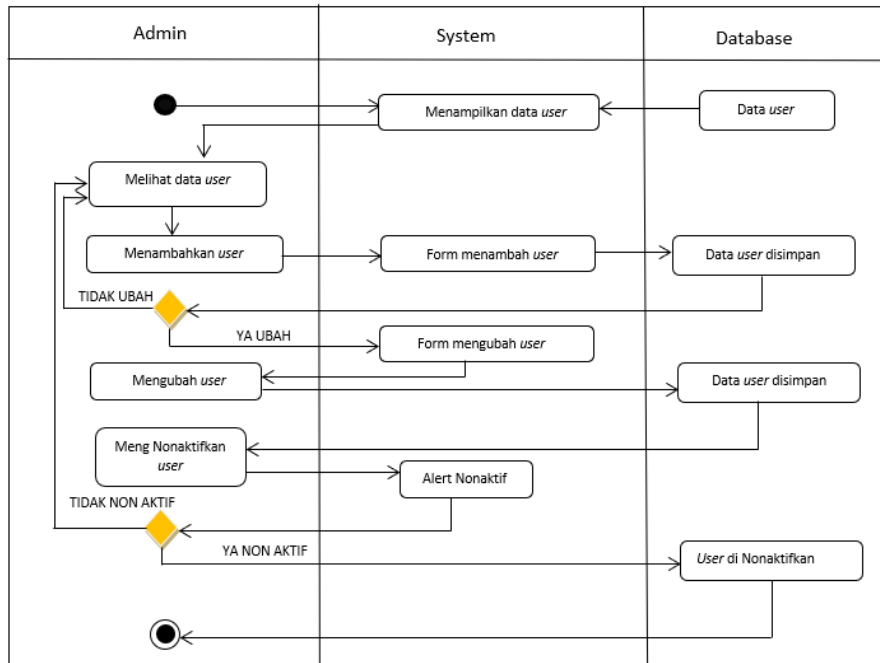 Admin
System
Database
Menampilkan data user
Data user
Melihat data user
Menambahkan user
Form menambah user
Data user disimpan
TIDAK UBAH
YA UBAH
Form mengubah user
Mengubah user
Data user disimpan
Meng Nonaktifkan
user
Alert Nonaktif
TIDAK NON AKTIF
YA NON AKTIF
User di Nonaktifkan